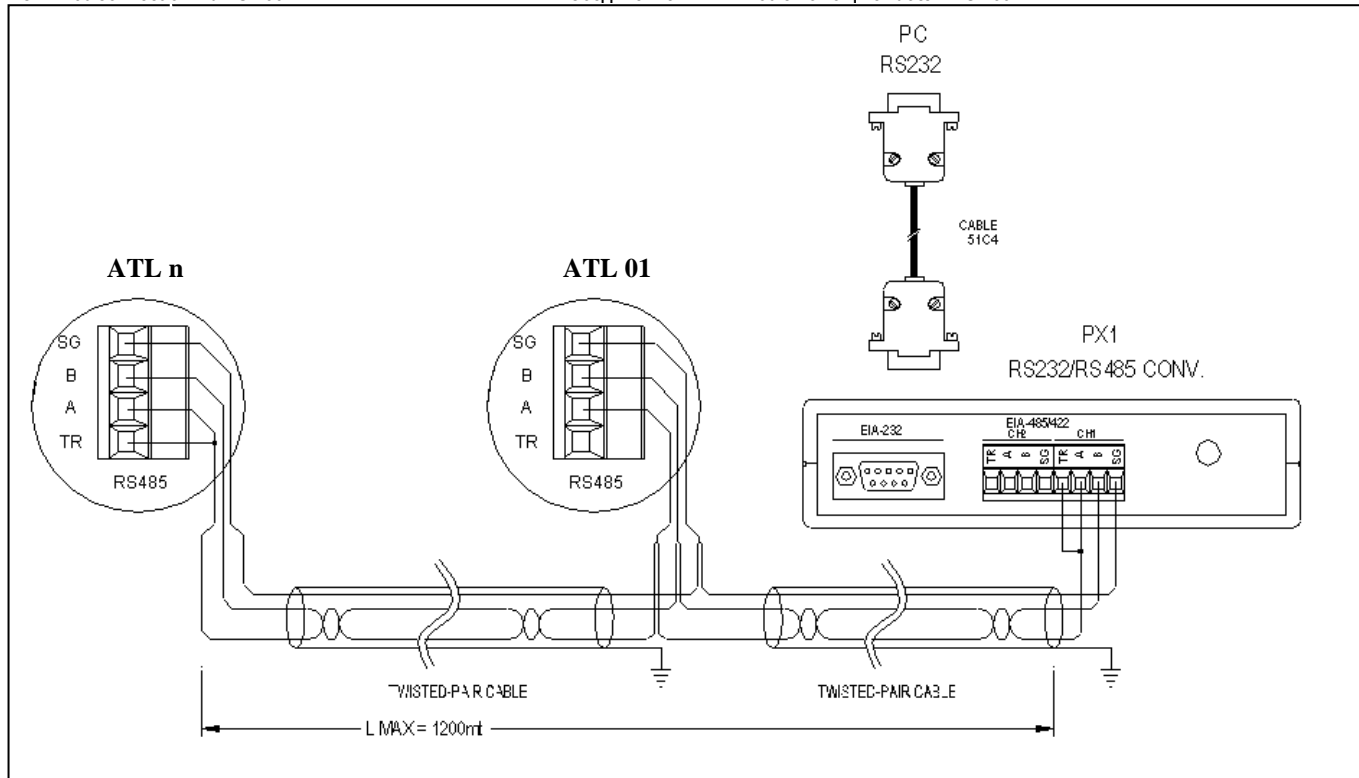 PC
RS232
CABLE
51C4
ATL n
ATL 01
SG
B
A
TR
RS485
SG
B
A
TR
RS485
PX1
RS232/RS485 CONV.
EIA-232
EIA-485/422
CH2 CH1
TR A B SG TR A B SG
TWISTED-PAIR CABLE
TWISTED-PAIR CABLE
L MAX = 1200mt